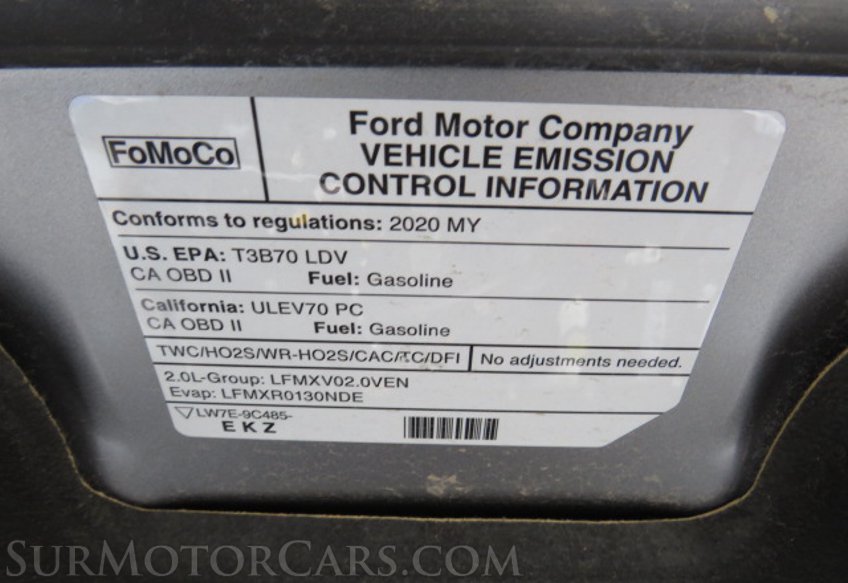 FoMoCo
Ford Motor Company
VEHICLE EMISSION
CONTROL INFORMATION
Conforms to regulations: 2020 MY
U.S. EPA: T3B70 LDV
CA OBD II Fuel: Gasoline
California: ULEV70 PC
CA OBD II Fuel: Gasoline
TWC/HO2S/WR-HO2S/CAC/TC/DFI No adjustments needed.
2.0L-Group: LFMXV02.0VEN
Evap: LFMXR0130NDE
LW7E-9C485-
EKZ
SurMotorCars.com